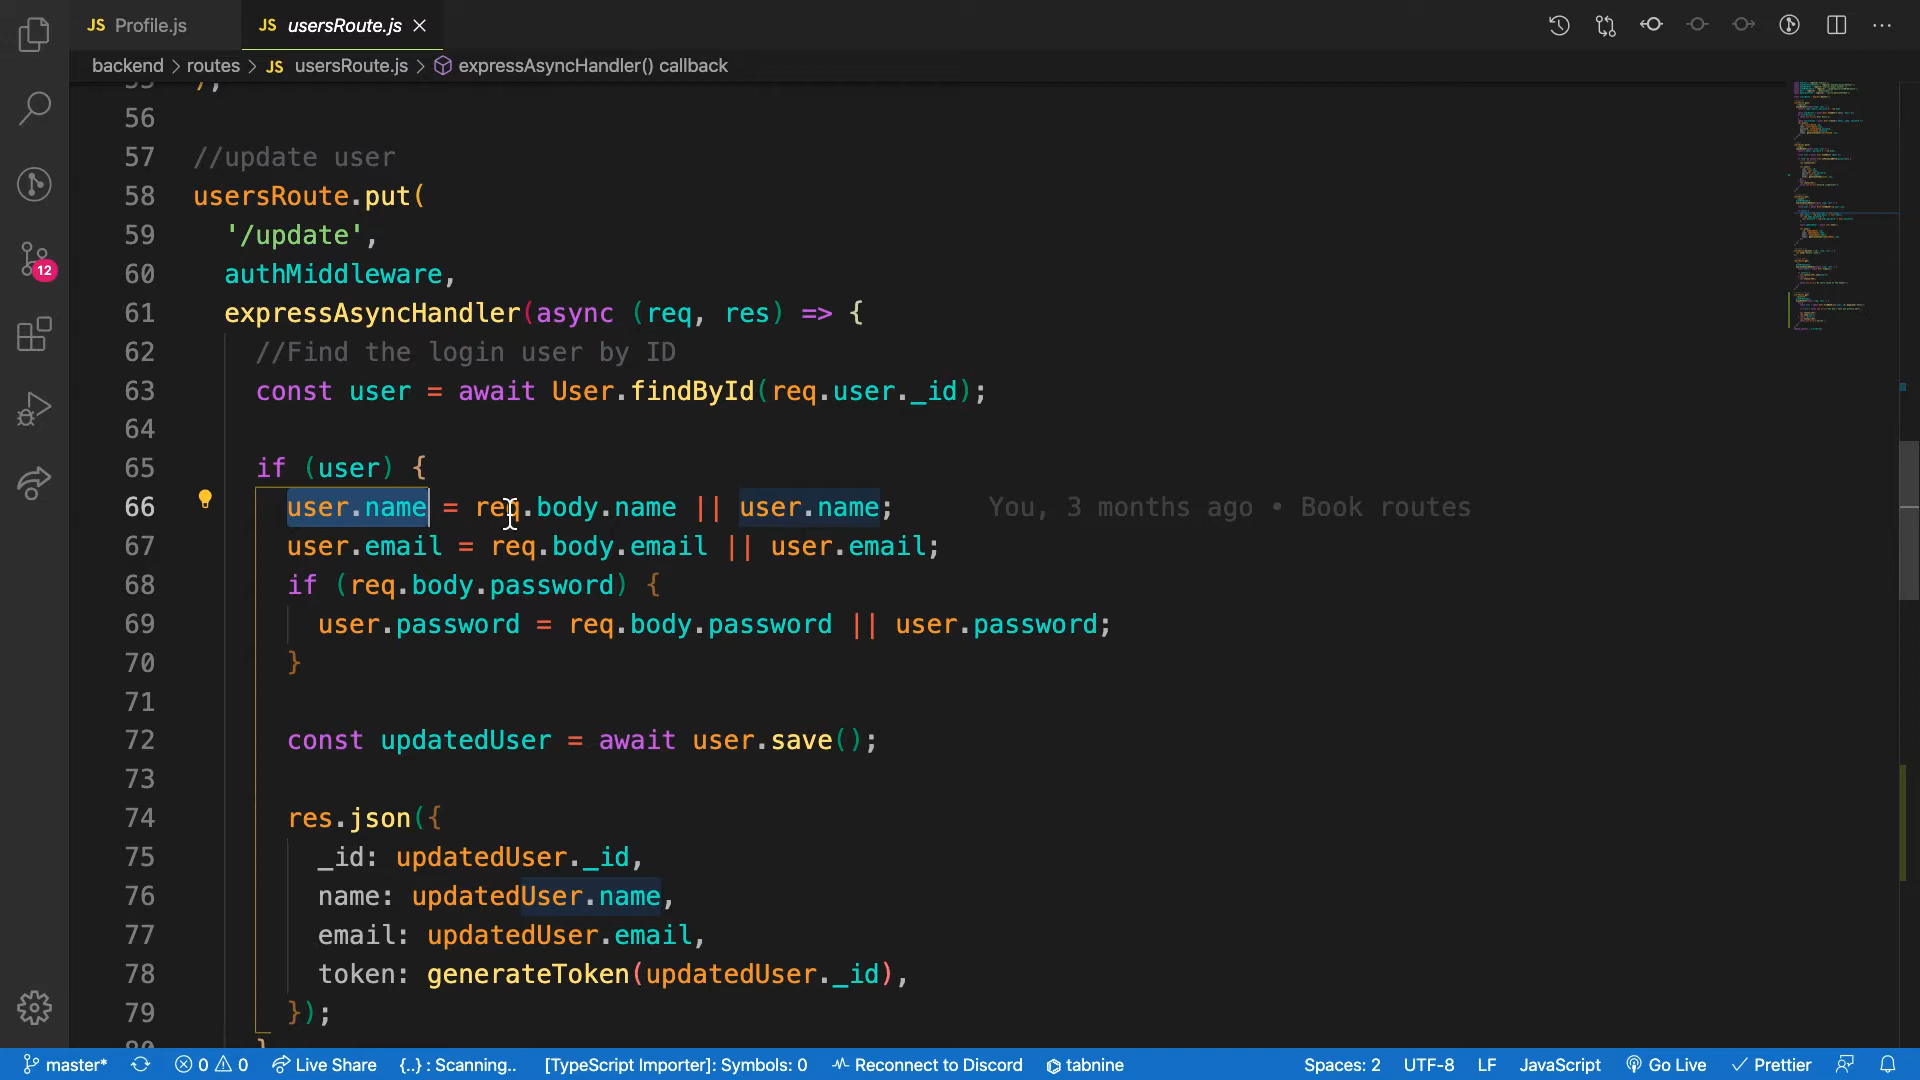 JS Profile.js
JS usersRoute.js
backend > routes > JS usersRoute.js > expressAsyncHandler() callback
56
57 //update user
58 usersRoute.put(
59 '/update',
60 authMiddleware,
61 expressAsyncHandler(async (req, res) => {
62 //Find the login user by ID
63 const user = await User.findById(req.user._id);
64
65 if (user) {
66 user.name = req.body.name || user.name; You, 3 months ago • Book routes
67 user.email = req.body.email || user.email;
68 if (req.body.password) {
69 user.password = req.body.password || user.password;
70 }
71
72 const updatedUser = await user.save();
73
74 res.json({
75 _id: updatedUser._id,
76 name: updatedUser.name,
77 email: updatedUser.email,
78 token: generateToken(updatedUser._id),
79 });
12
master* 0 0 Live Share {..} : Scanning.. [TypeScript Importer]: Symbols: 0 Reconnect to Discord tabnine Spaces: 2 UTF-8 LF JavaScript Go Live Prettier